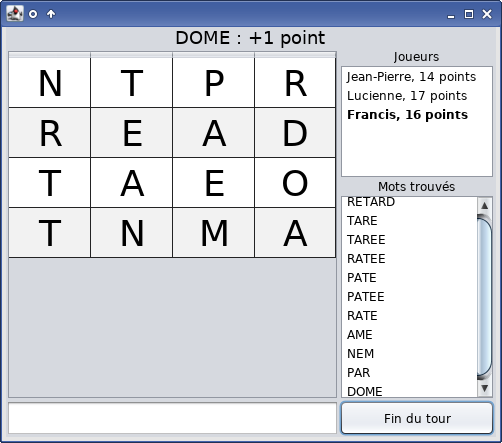 DOME : +1 point
N T P R
R E A D
T A E O
T N M A
Joueurs
Jean-Pierre, 14 points
Lucienne, 17 points
Francis, 16 points
Mots trouvés
RETARD
TARE
TAREE
RATEE
PATE
PATEE
RATE
AME
NEM
PAR
DOME
Fin du tour